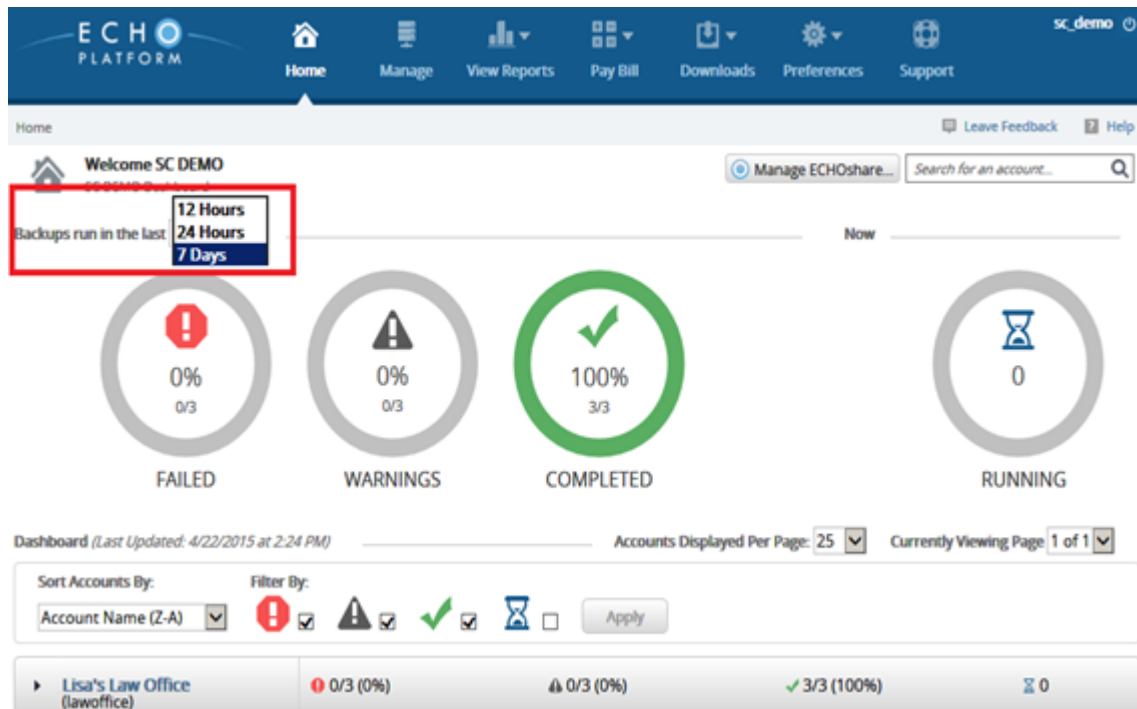 ECHO
PLATFORM
Home
Manage
View Reports
Pay Bill
Downloads
Preferences
Support
sc_demo
Home
Leave Feedback
Help
Welcome SC DEMO
Manage ECHOshare...
Search for an account...
Backups run in the last
12 Hours
24 Hours
7 Days
Now
0%
0/3
FAILED
0%
0/3
WARNINGS
100%
3/3
COMPLETED
0
RUNNING
Dashboard (Last Updated: 4/22/2015 at 2:24 PM)
Accounts Displayed Per Page: 25
Currently Viewing Page 1 of 1
Sort Accounts By:
Filter By:
Account Name (Z-A)
Apply
Lisa's Law Office
(lawoffice)
0/3 (0%)
0/3 (0%)
3/3 (100%)
0